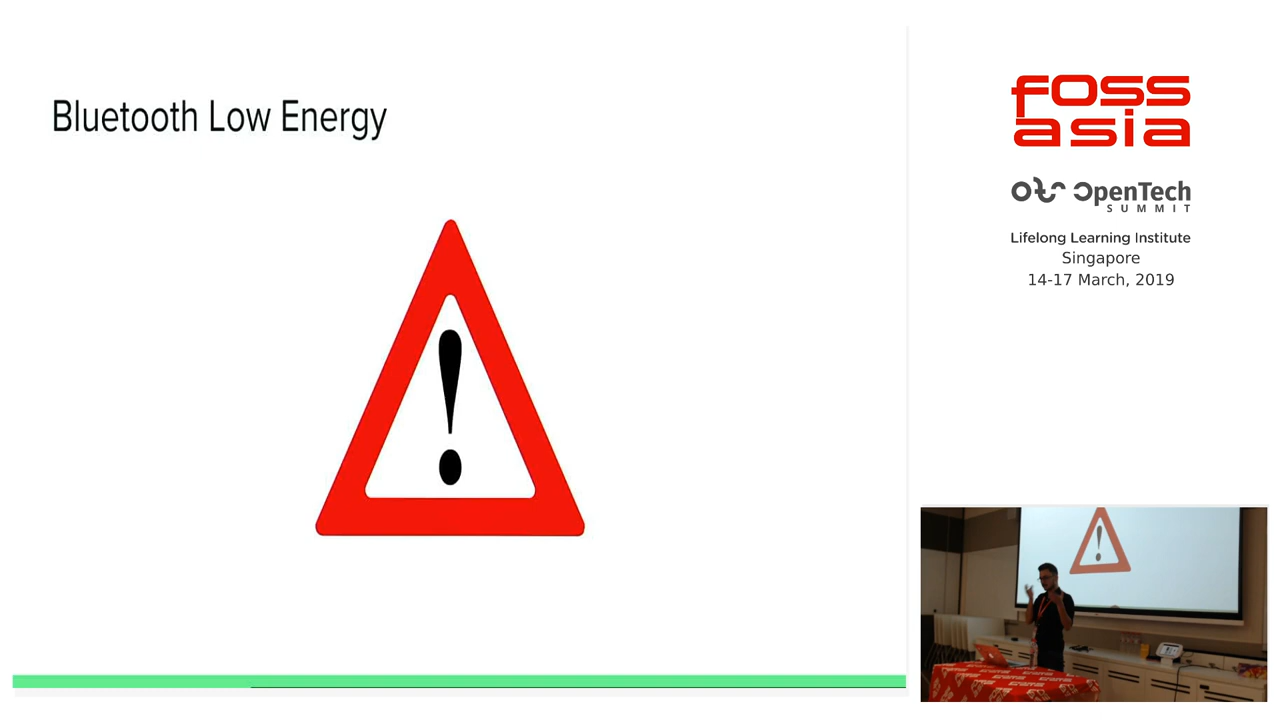 Bluetooth Low Energy
!
foss
asia
OpenTech
SUMMIT
Lifelong Learning Institute
Singapore
14-17 March, 2019